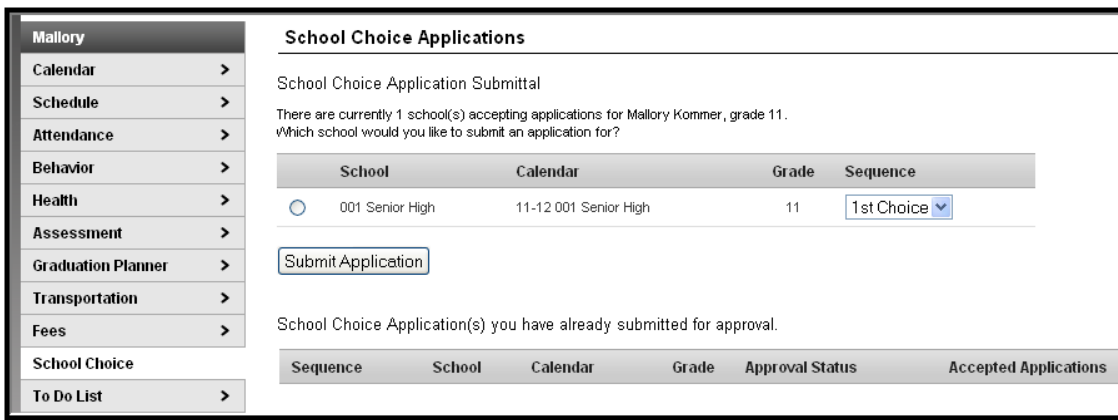 Mallory
Calendar >
Schedule >
Attendance >
Behavior >
Health >
Assessment >
Graduation Planner >
Transportation >
Fees >
School Choice
To Do List >
School Choice Applications
School Choice Application Submittal
There are currently 1 school(s) accepting applications for Mallory Kommer, grade 11.
Which school would you like to submit an application for?
School Calendar Grade Sequence
001 Senior High 11-12 001 Senior High 11 1st Choice
Submit Application
School Choice Application(s) you have already submitted for approval.
Sequence School Calendar Grade Approval Status Accepted Applications